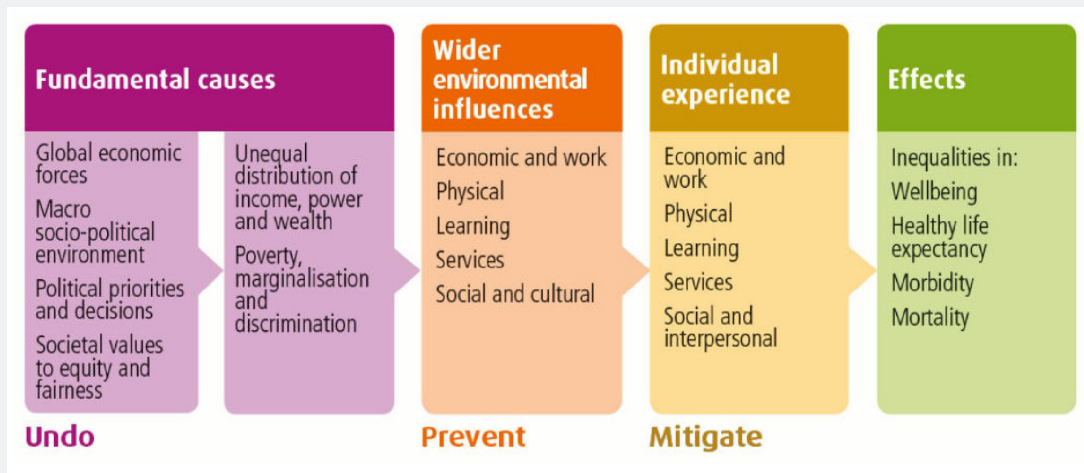 Fundamental causes
Global economic
forces
Macro
socio-political
environment
Political priorities
and decisions
Societal values
to equity and
fairness
Unequal
distribution of
income, power
and wealth
Poverty,
marginalisation
and
discrimination
Undo
Wider
environmental
influences
Economic and work
Physical
Learning
Services
Social and cultural
Prevent
Individual
experience
Economic and
work
Physical
Learning
Services
Social and
interpersonal
Mitigate
Effects
Inequalities in:
Wellbeing
Healthy life
expectancy
Morbidity
Mortality